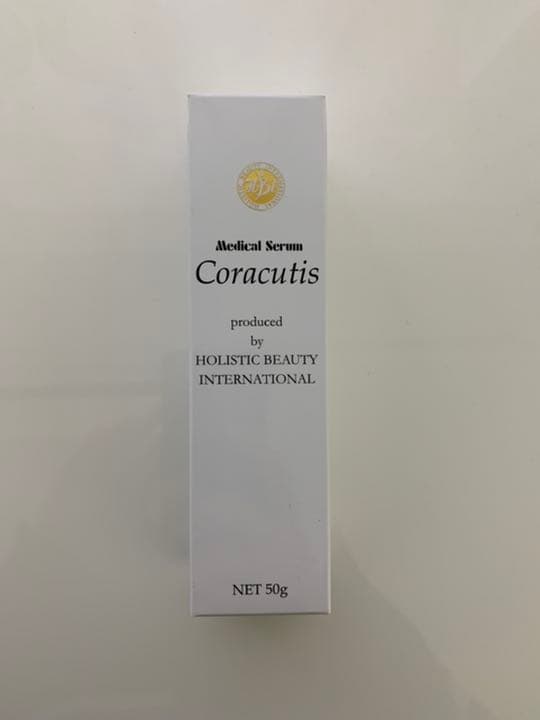 Medical Serum
Coracutis
produced
by
HOLISTIC BEAUTY
INTERNATIONAL
NET 50g